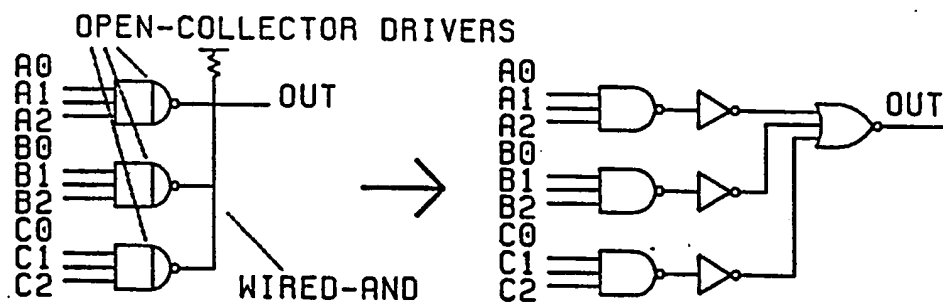 OPEN-COLLECTOR DRIVERS
A0
A1
A2
B0
B1
B2
C0
C1
C2
OUT
WIRED-AND
A0
A1
A2
B0
B1
B2
C0
C1
C2
OUT